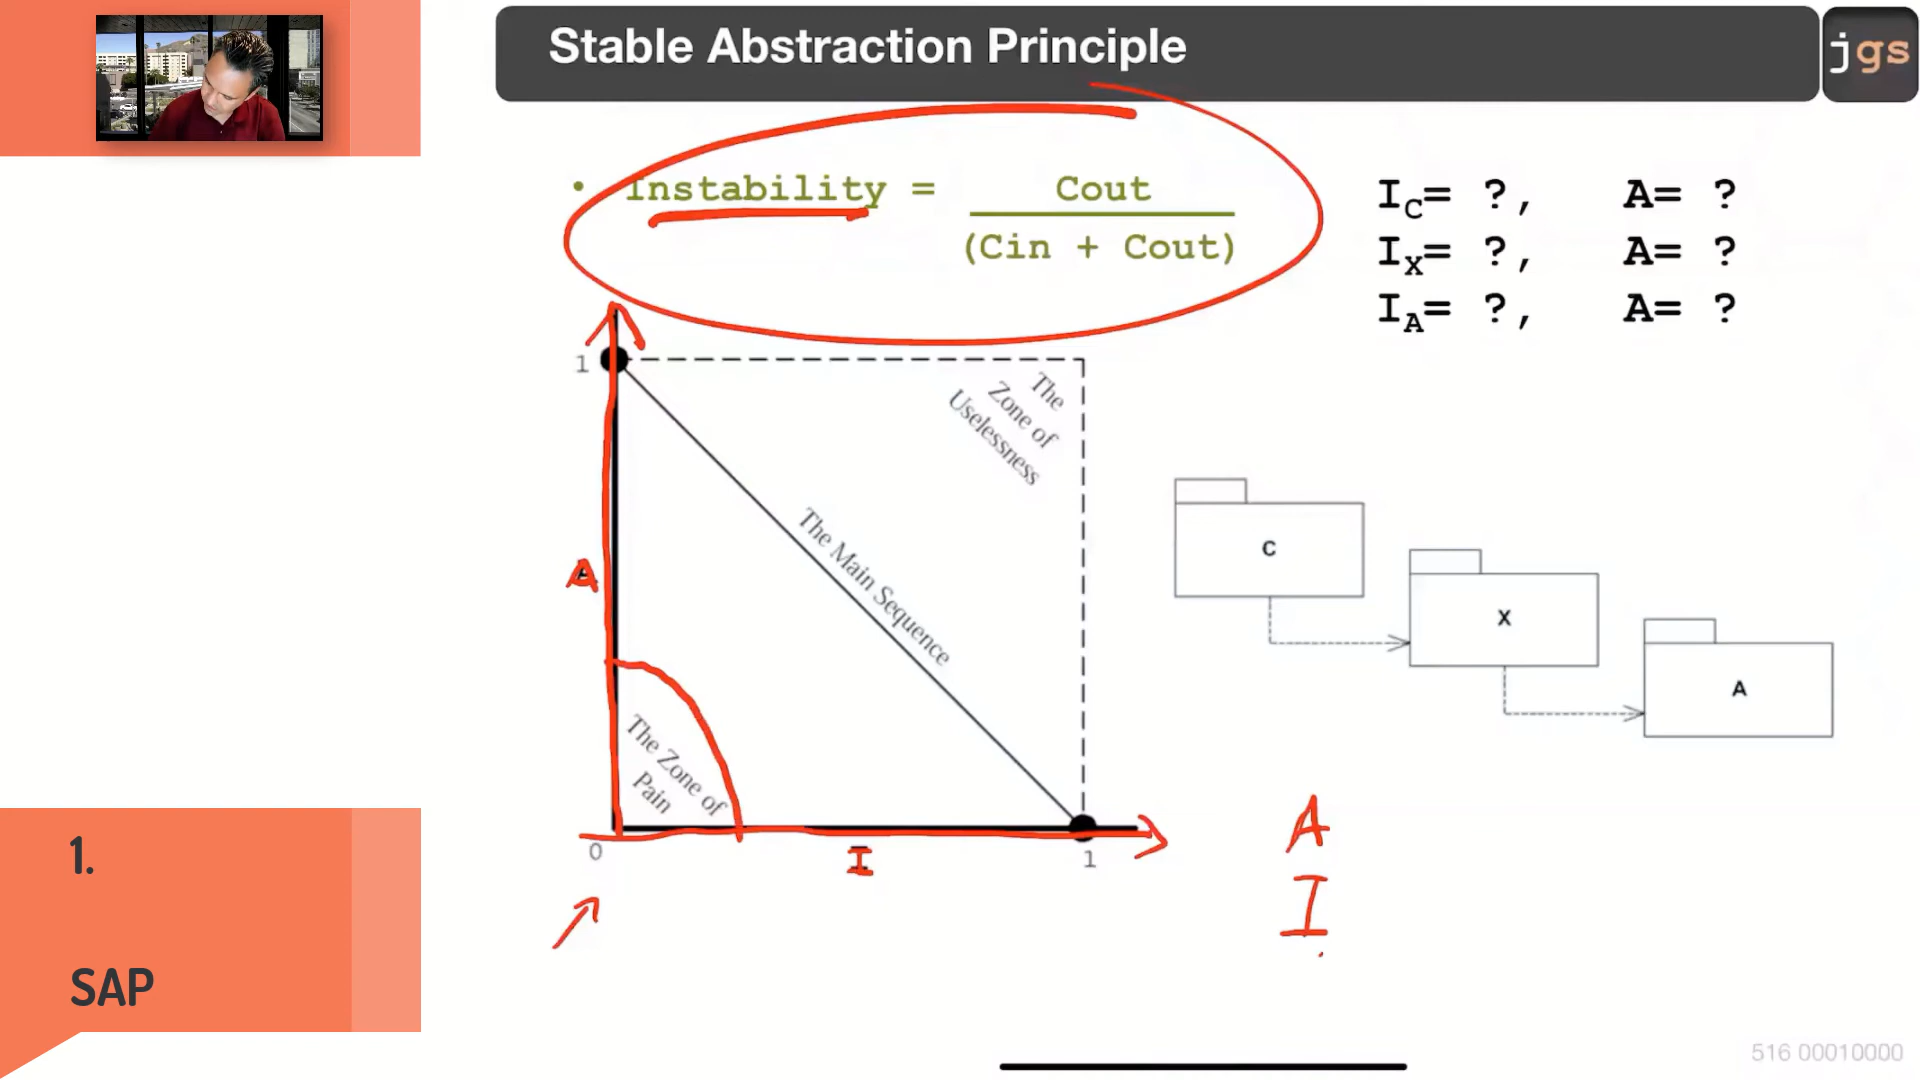 Stable Abstraction Principle
jgs
• Instability = Cout
(Cin + Cout)
IC= ?, A= ?
IX= ?, A= ?
IA= ?, A= ?
1
The
Zone of
Uselessness
The Main Sequence
A
The Zone of
Pain
0
I
1
C
X
A
A
I
1.
SAP
516 00010000